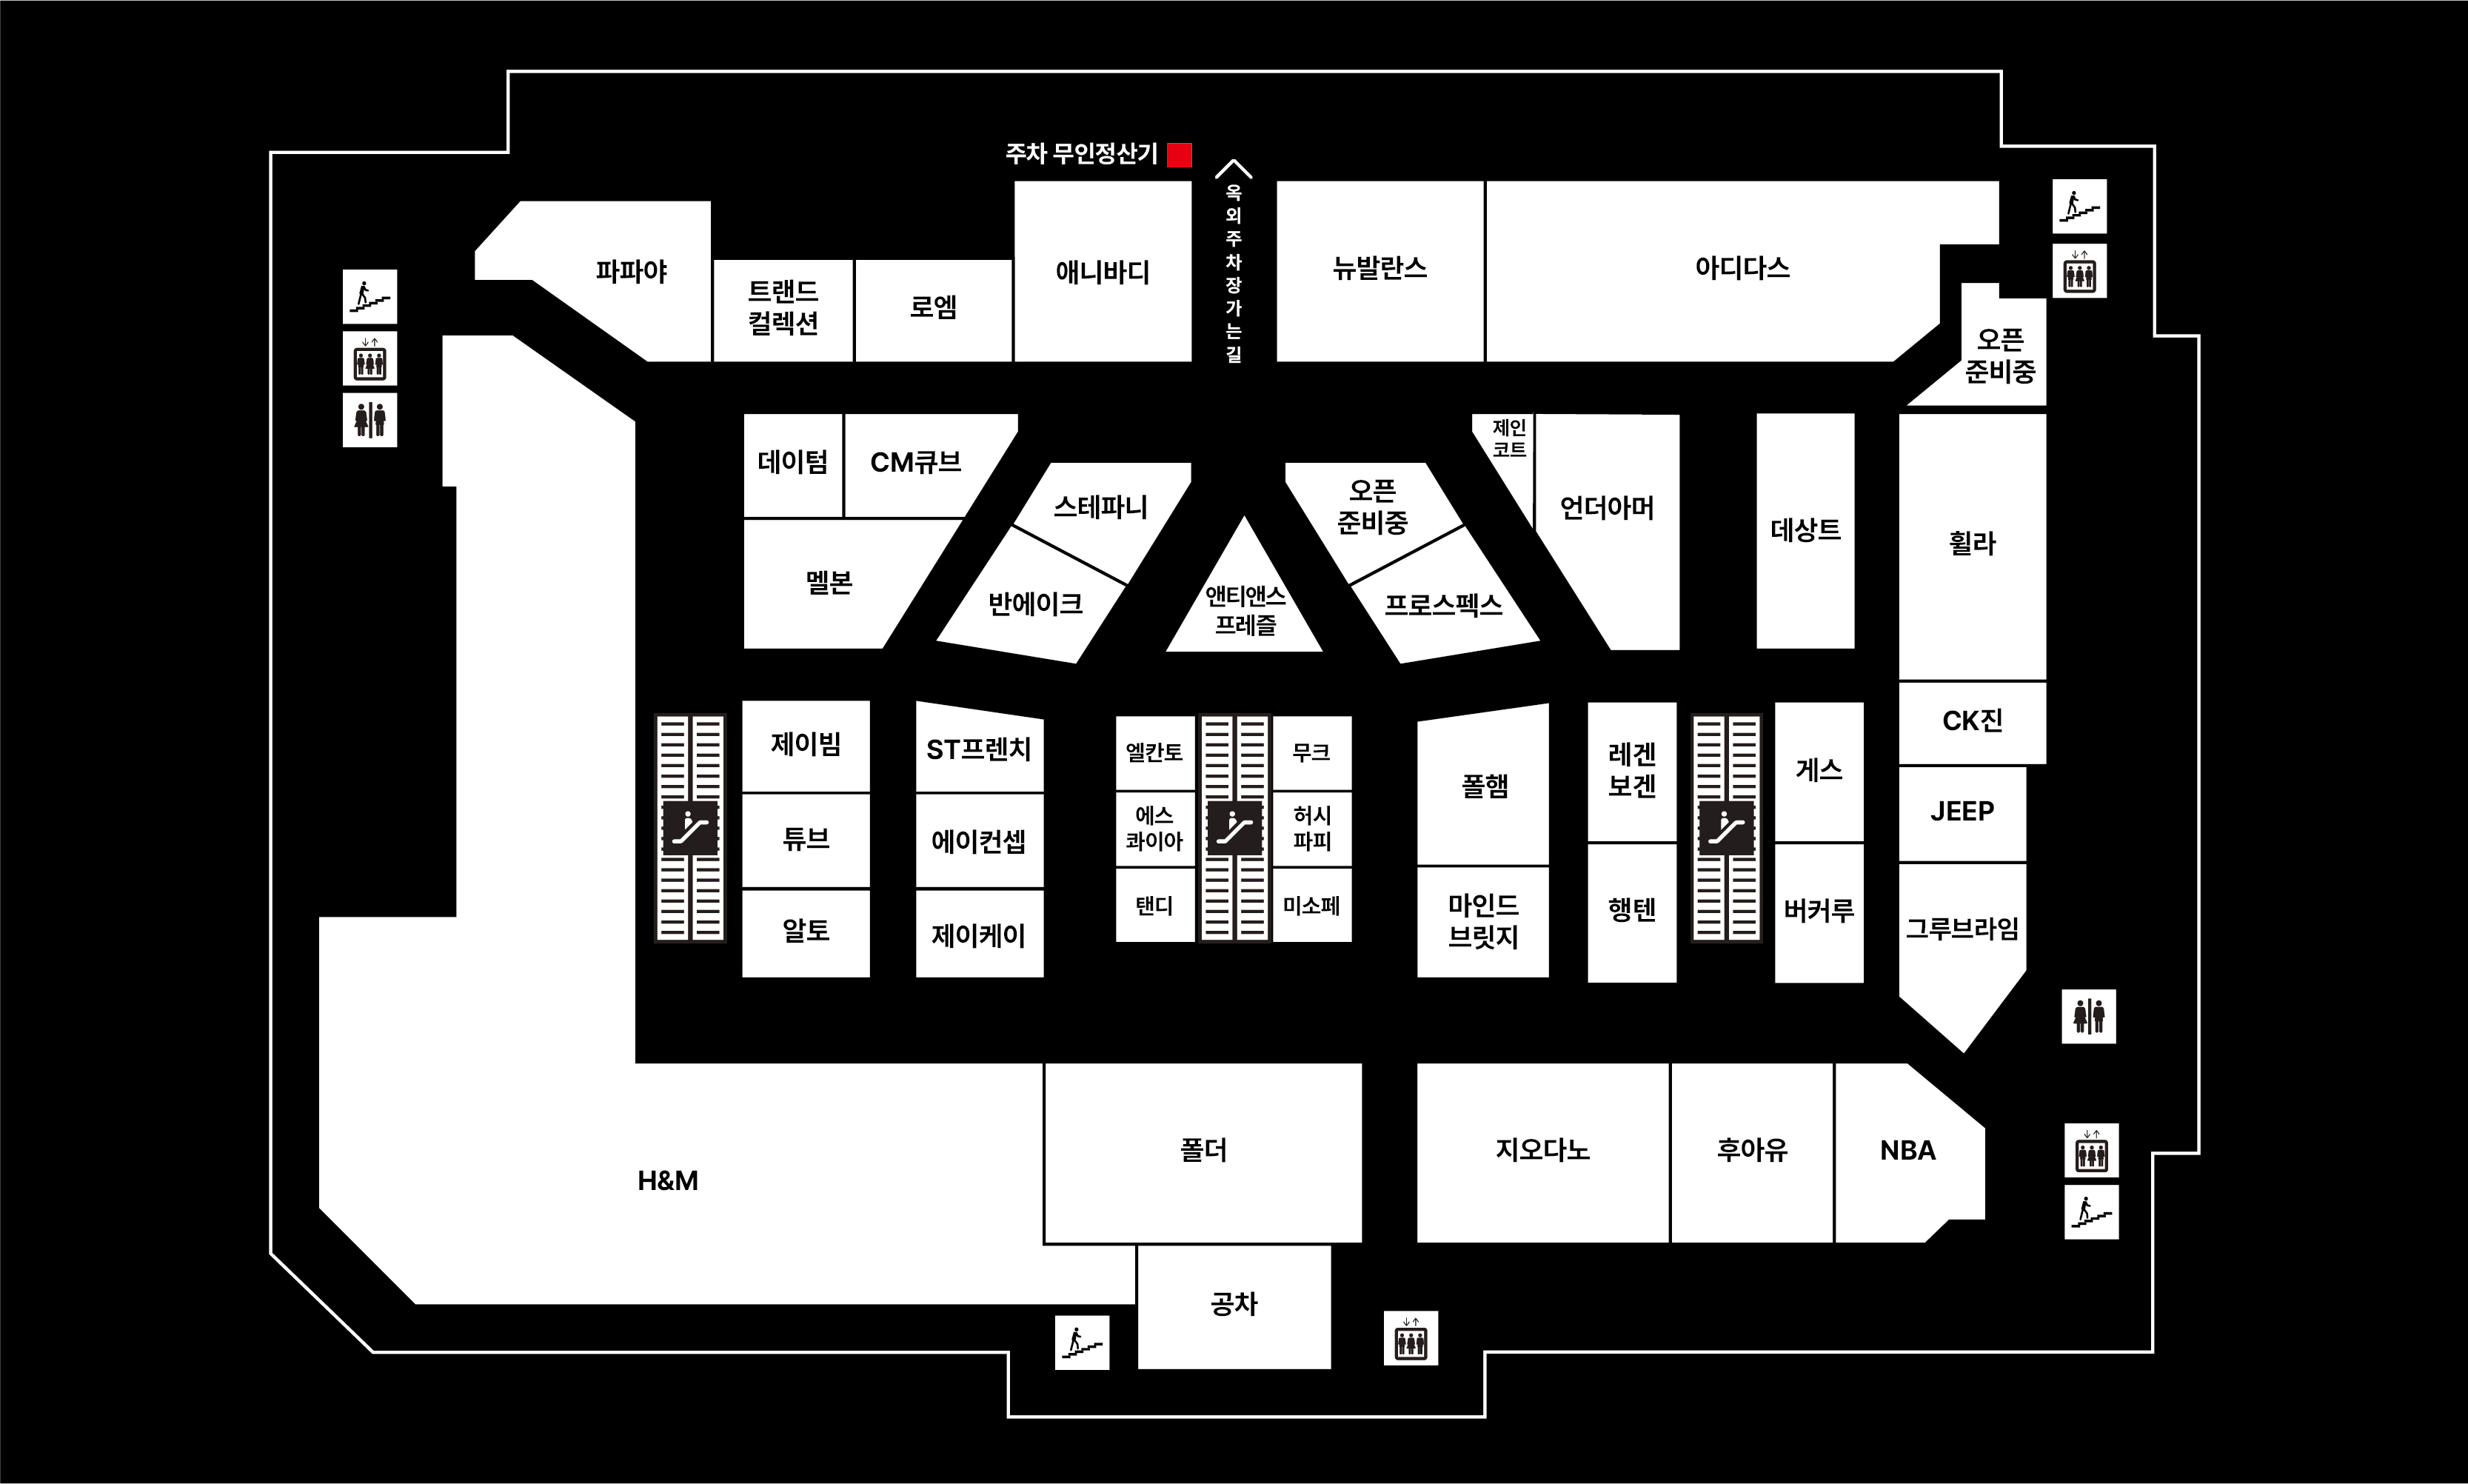 주차 무인정산기
옥외주차장가는길
파파야
트랜드
컬렉션
로엠
애니바디
뉴발란스
아디다스
오픈
준비중
데이텀
CM큐브
멜본
스테파니
반에이크
앤티앤스
프레즐
오픈
준비중
프로스펙스
제인
코트
언더아머
데상트
휠라
CK진
JEEP
그루브라임
제이빔
튜브
알토
ST프렌치
에이컨셉
제이케이
엘칸토
에스
콰이아
탠디
무크
허시
파피
미소페
폴햄
마인드
브릿지
레겐
보겐
행텐
게스
버커루
H&M
폴더
공차
지오다노
후아유
NBA